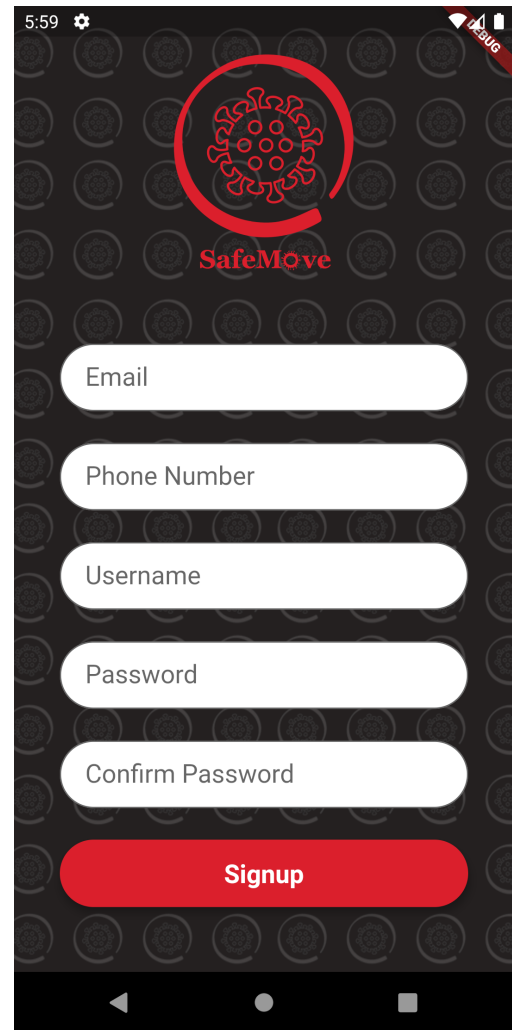 5:59
DEBUG
SafeMove
Email
Phone Number
Username
Password
Confirm Password
Signup